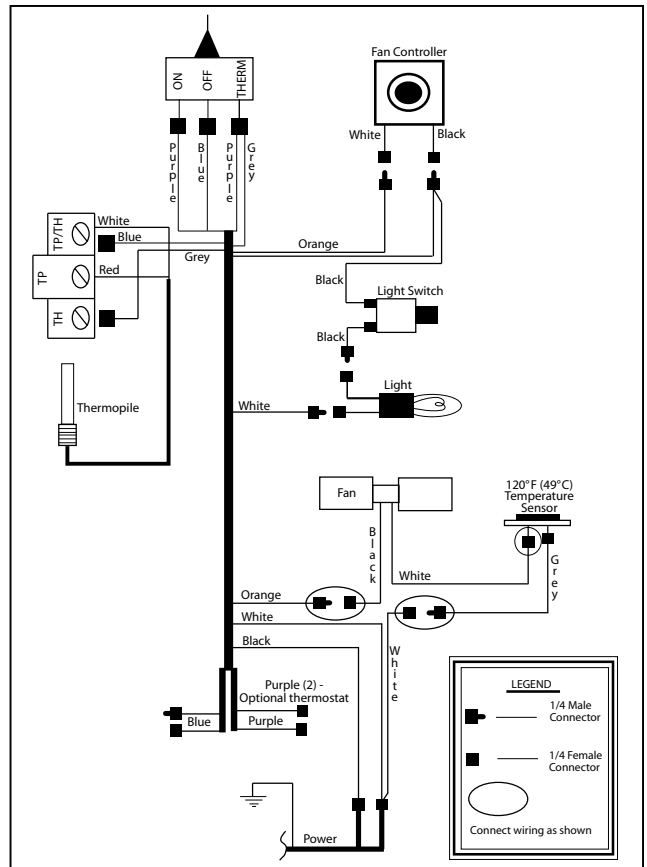 Fan Controller
ON
OFF
THERM
White
Black
Purple
Blue
Purple
Grey
TP/TH
White
Blue
Orange
Grey
TP
Red
Black
Light Switch
TH
Black
Light
Thermopile
White
120°F (49°C)
Temperature
Sensor
Fan
Black
Grey
White
Orange
White
Black
White
Purple (2) -
Optional thermostat
Blue
Purple
LEGEND
1/4 Male
Connector
1/4 Female
Connector
Connect wiring as shown
Power